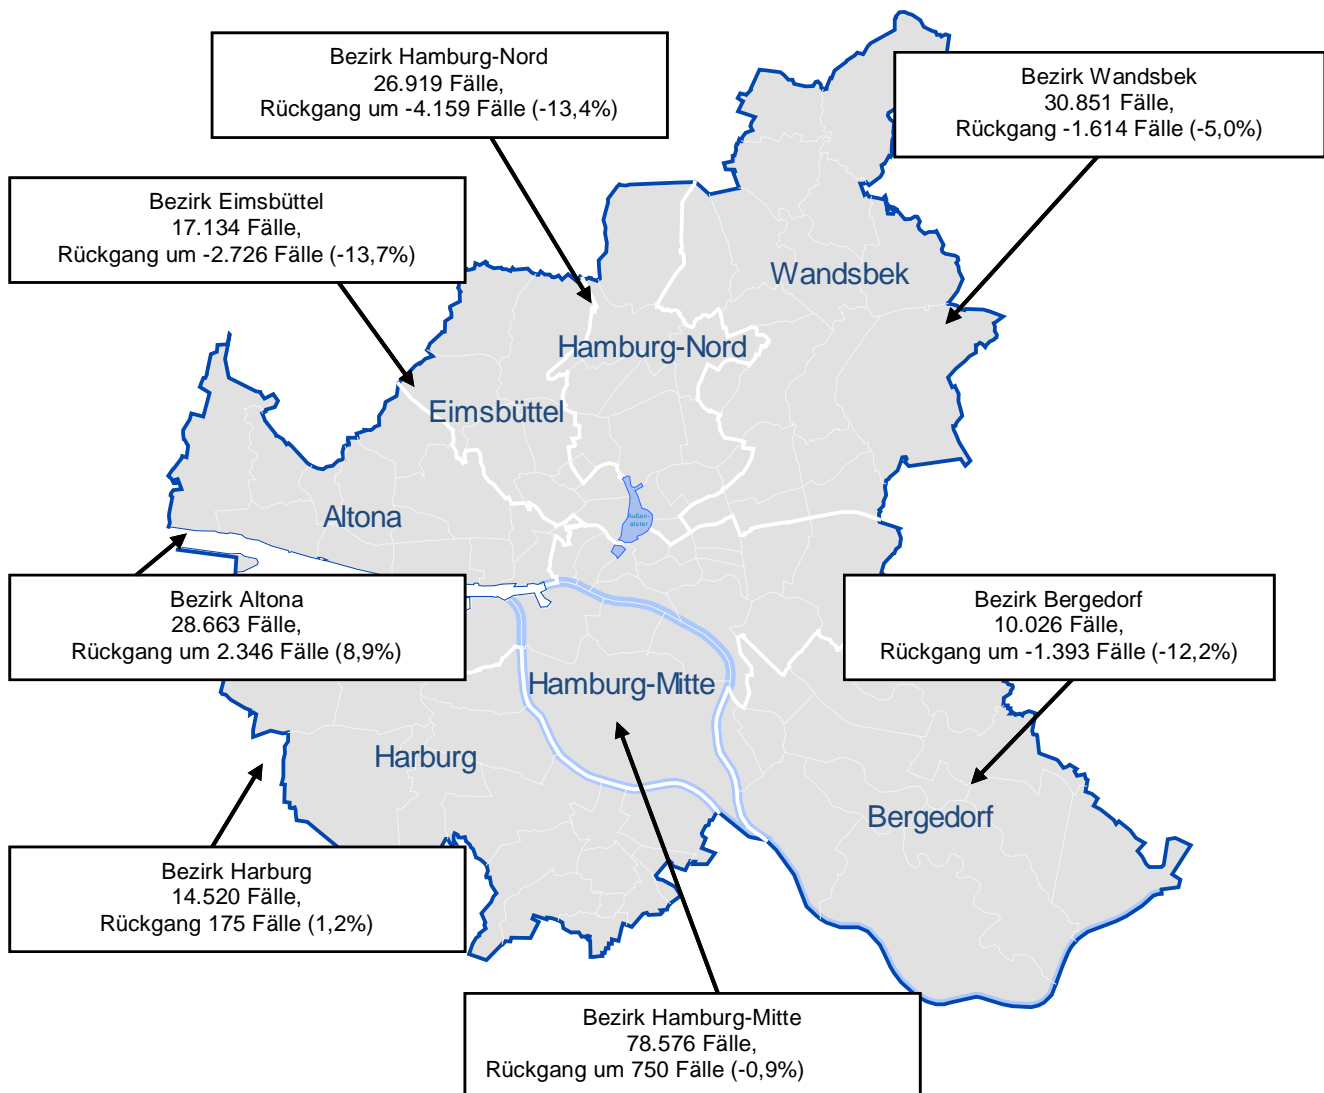 Bezirk Hamburg-Nord
26.919 Fälle,
Rückgang um -4.159 Fälle (-13,4%)
Bezirk Wandsbek
30.851 Fälle,
Rückgang -1.614 Fälle (-5,0%)
Bezirk Eimsbüttel
17.134 Fälle,
Rückgang um -2.726 Fälle (-13,7%)
Wandsbek
Hamburg-Nord
Eimsbüttel
Altona
Außen-
alster
Bezirk Altona
28.663 Fälle,
Rückgang um 2.346 Fälle (8,9%)
Bezirk Bergedorf
10.026 Fälle,
Rückgang um -1.393 Fälle (-12,2%)
Hamburg-Mitte
Harburg
Bergedorf
Bezirk Harburg
14.520 Fälle,
Rückgang 175 Fälle (1,2%)
Bezirk Hamburg-Mitte
78.576 Fälle,
Rückgang um 750 Fälle (-0,9%)